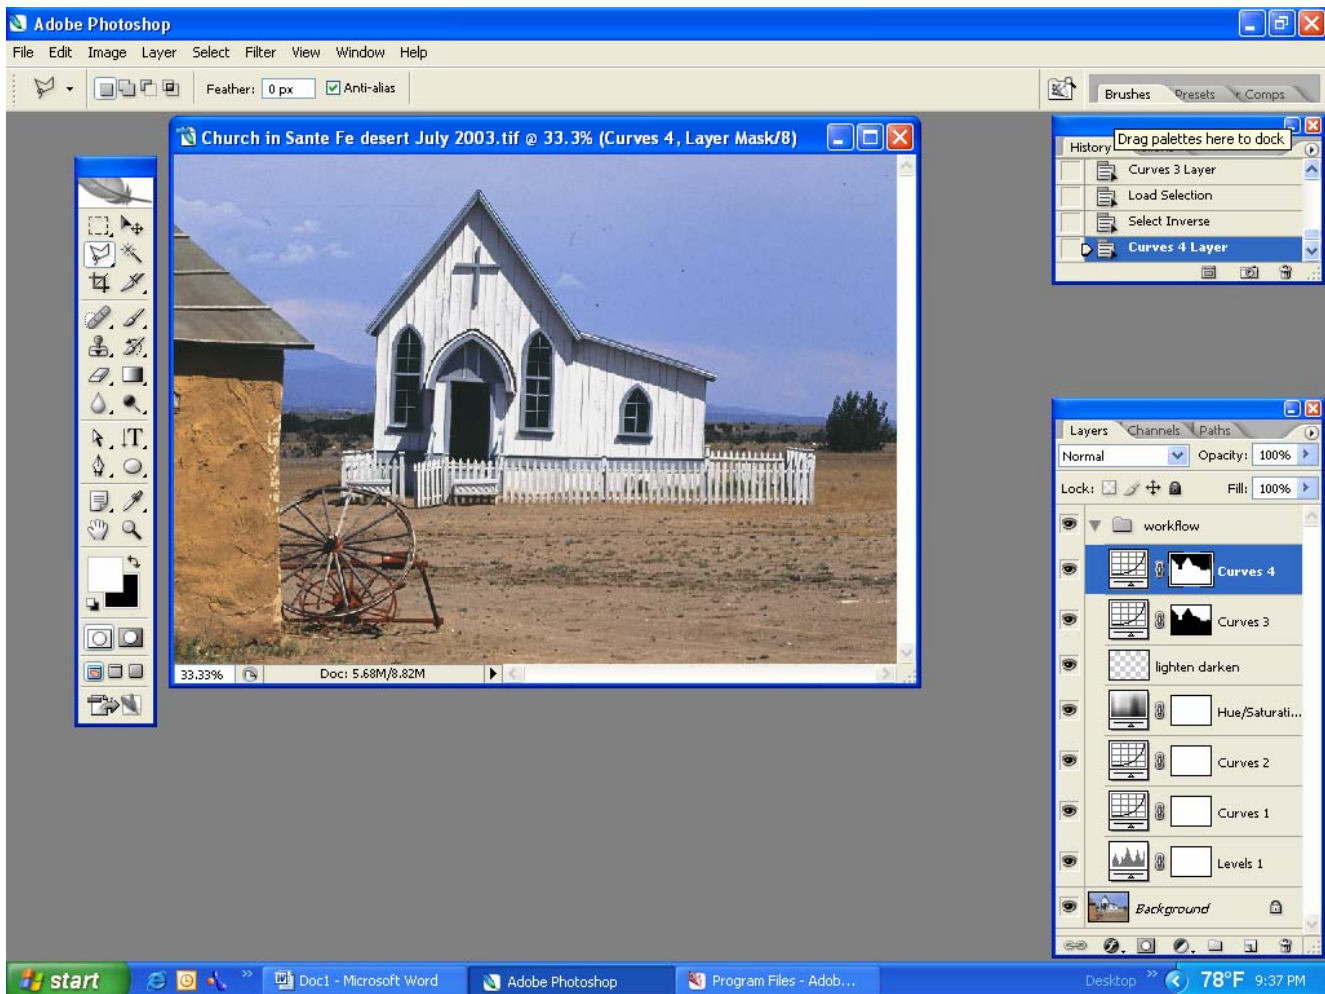 Adobe Photoshop
File Edit Image Layer Select Filter View Window Help
Feather: 0 px Anti-alias
Brushes Presets r Comps
Church in Sante Fe desert July 2003.tif @ 33.3% (Curves 4, Layer Mask/8)
Drag palettes here to dock
History
Curves 3 Layer
Load Selection
Select Inverse
Curves 4 Layer
Layers Channels Paths
Normal Opacity: 100%
Lock: Fill: 100%
workflow
Curves 4
Curves 3
lighten darken
Hue/Saturati...
Curves 2
Curves 1
Levels 1
Background
33.33% Doc: 5.68M/8.82M
start Doc1 - Microsoft Word Adobe Photoshop Program Files - Adob... Desktop 78°F 9:37 PM